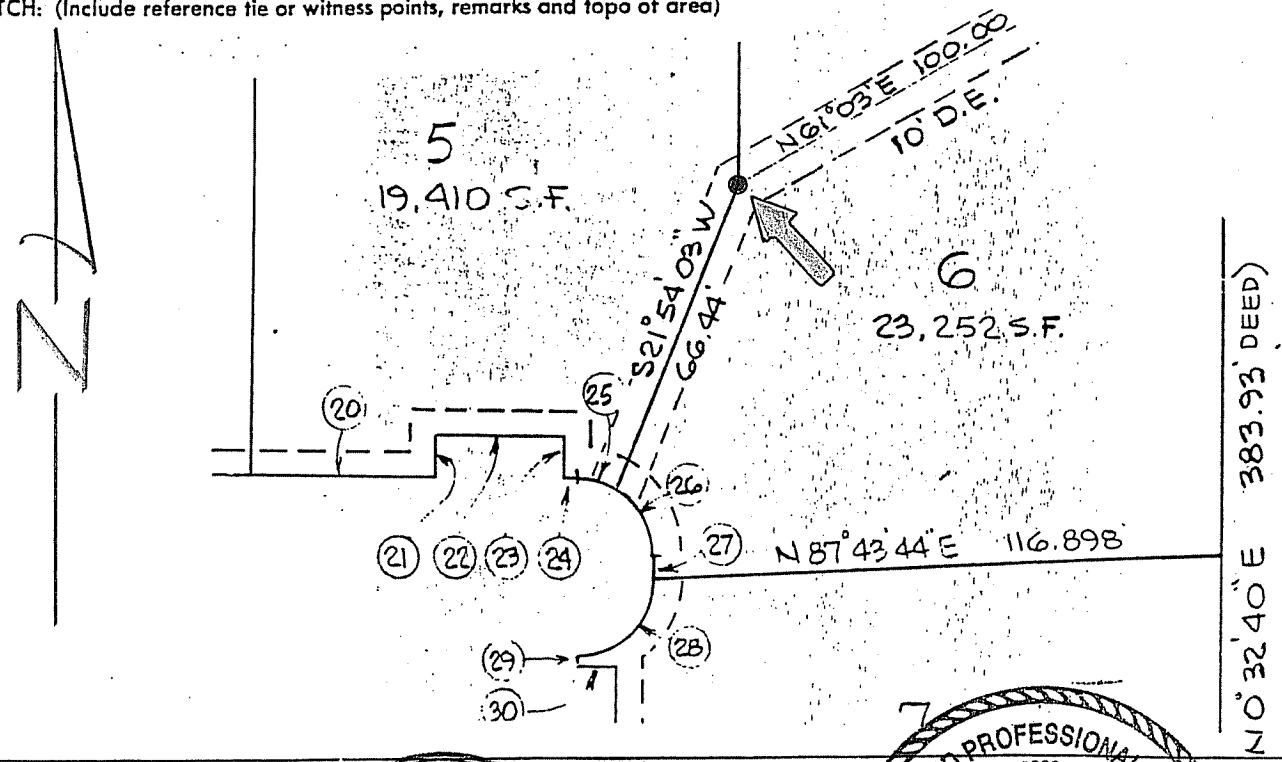 TCH: (Include reference tie or witness points, remarks and topo of area)
N 61°03'E 100.00
10' D.E.
5
19,410 S.F.
S21°54'03"W
66.44'
6
23,252 S.F.
383.93' DEED)
N0°32'40"E
20
25
26
21
22
23
24
27
N 87°43'44"E 116.898
28
29
30
7
N
PROFESSIONA